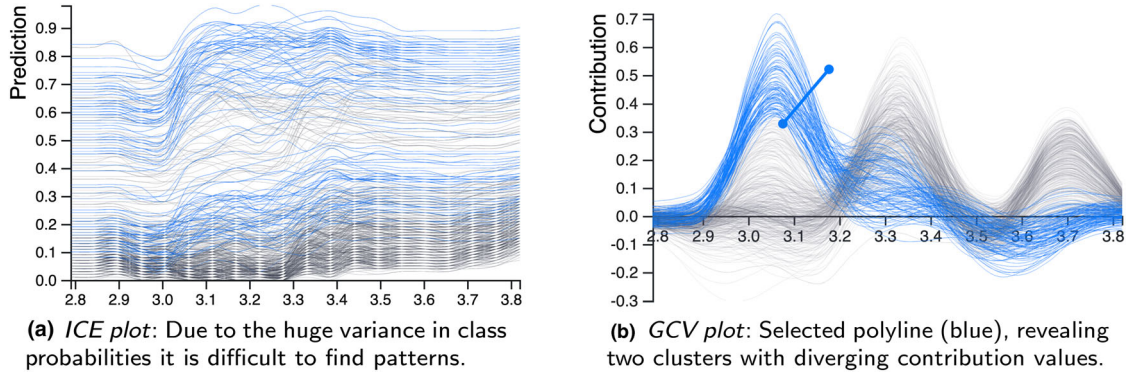 Prediction
0.9
0.8
0.7
0.6
0.5
0.4
0.3
0.2
0.1
0.0
2.8 2.9 3.0 3.1 3.2 3.3 3.4 3.5 3.6 3.7 3.8
(a) ICE plot: Due to the huge variance in class
probabilities it is difficult to find patterns.
Contribution
0.7
0.6
0.5
0.4
0.3
0.2
0.1
0.0
-0.1
-0.2
-0.3
2.8 2.9 3.0 3.1 3.2 3.3 3.4 3.5 3.6 3.7 3.8
(b) GCV plot: Selected polyline (blue), revealing
two clusters with diverging contribution values.